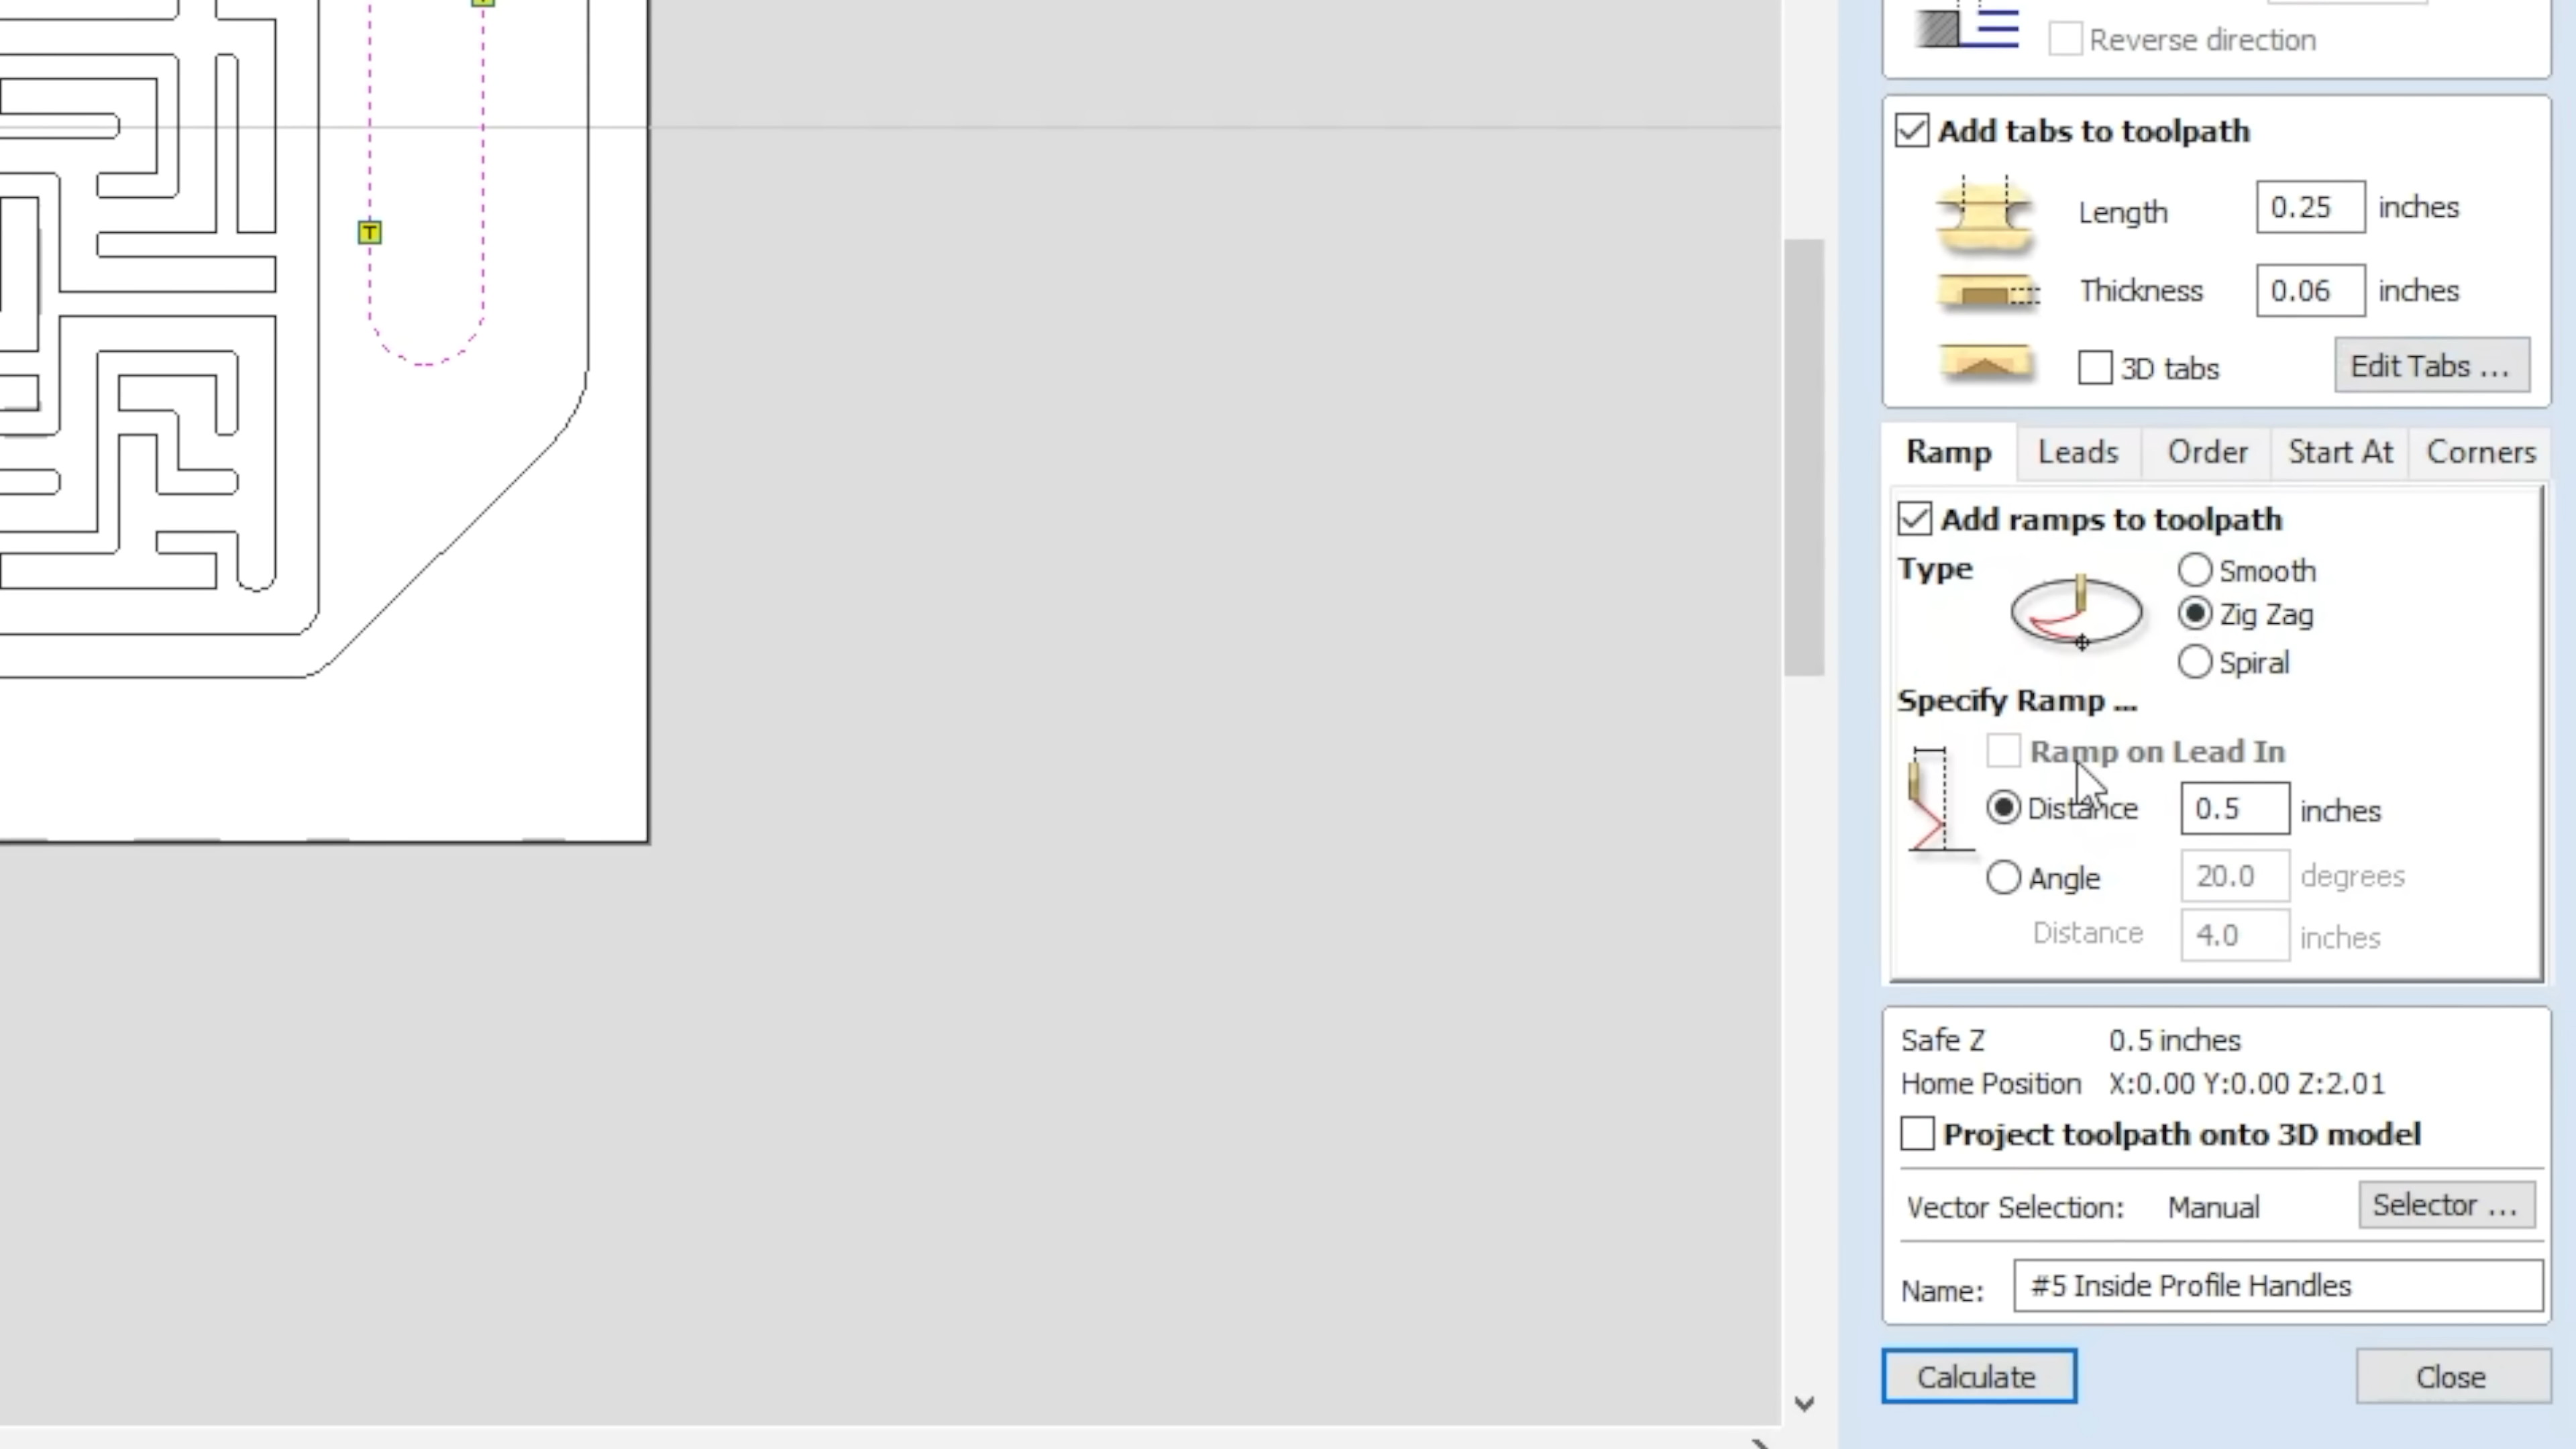 Reverse direction
Add tabs to toolpath
Length 0.25 inches
T
Thickness 0.06 inches
3D tabs Edit Tabs ...
Ramp Leads Order Start At Corners
Add ramps to toolpath
Type Smooth
Zig Zag
Spiral
Specify Ramp ...
Ramp on Lead In
Distance 0.5 inches
Angle 20.0 degrees
Distance 4.0 inches
Safe Z 0.5 inches
Home Position X:0.00 Y:0.00 Z:2.01
Project toolpath onto 3D model
Vector Selection: Manual Selector ...
Name: #5 Inside Profile Handles
Calculate Close